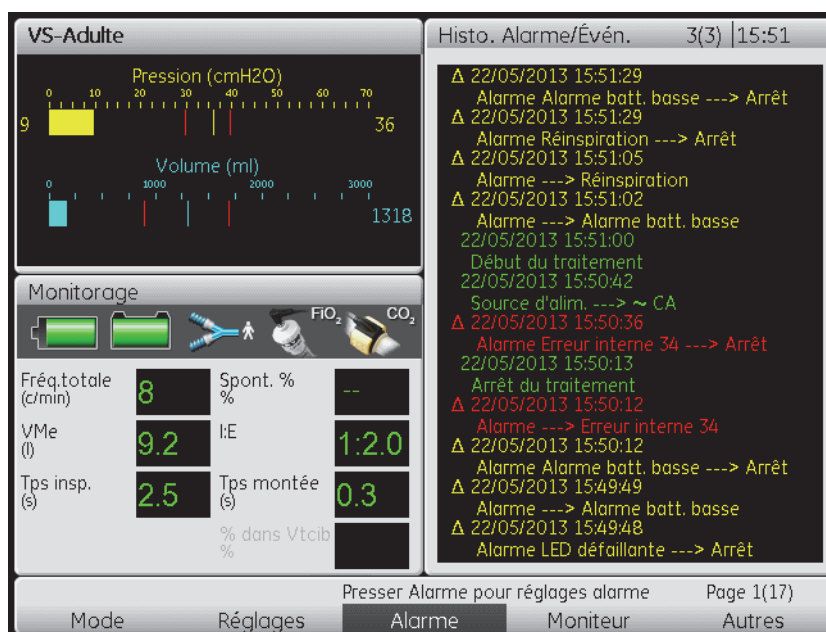 VS-Adulte
Pression (cmH2O)
0 10 20 30 40 50 60 70
9 36
Volume (ml)
0 1000 2000 3000
1318
Monitorage
FiO2 CO2
Fréq.totale (c/min) 8 Spont. % % --
VMe (l) 9.2 I:E 1:2.0
Tps insp. (s) 2.5 Tps montée (s) 0.3
% dans Vtcib %
Histo. Alarme/Évén. 3(3) 15:51
Δ 22/05/2013 15:51:29
Alarme Alarme batt. basse ---> Arrêt
Δ 22/05/2013 15:51:29
Alarme Réinspiration ---> Arrêt
Δ 22/05/2013 15:51:05
Alarme ---> Réinspiration
Δ 22/05/2013 15:51:02
Alarme ---> Alarme batt. basse
22/05/2013 15:51:00
Début du traitement
22/05/2013 15:50:42
Source d'alim. ---> ~ CA
Δ 22/05/2013 15:50:36
Alarme Erreur interne 34 ---> Arrêt
22/05/2013 15:50:13
Arrêt du traitement
Δ 22/05/2013 15:50:12
Alarme ---> Erreur interne 34
Δ 22/05/2013 15:50:12
Alarme Alarme batt. basse ---> Arrêt
Δ 22/05/2013 15:49:49
Alarme ---> Alarme batt. basse
Δ 22/05/2013 15:49:48
Alarme LED défaillante ---> Arrêt
Presser Alarme pour réglages alarme Page 1(17)
Mode Réglages Alarme Moniteur Autres